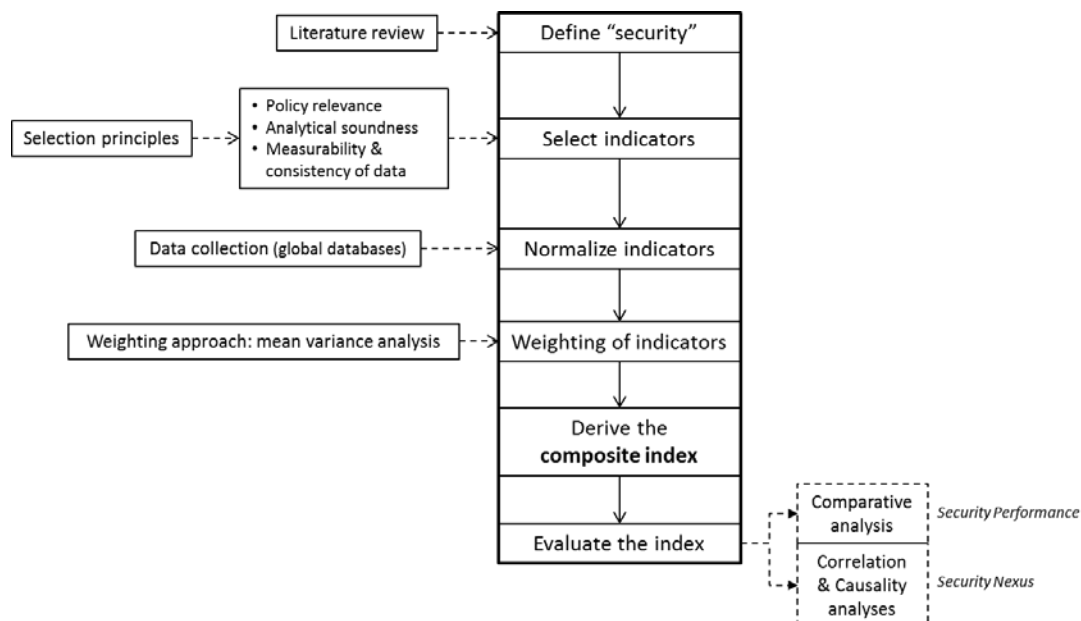 Literature review
Define “security”
Selection principles
• Policy relevance
• Analytical soundness
• Measurability &
consistency of data
Select indicators
Data collection (global databases)
Normalize indicators
Weighting approach: mean variance analysis
Weighting of indicators
Derive the
composite index
Evaluate the index
Comparative
analysis
Security Performance
Correlation
& Causality
analyses
Security Nexus